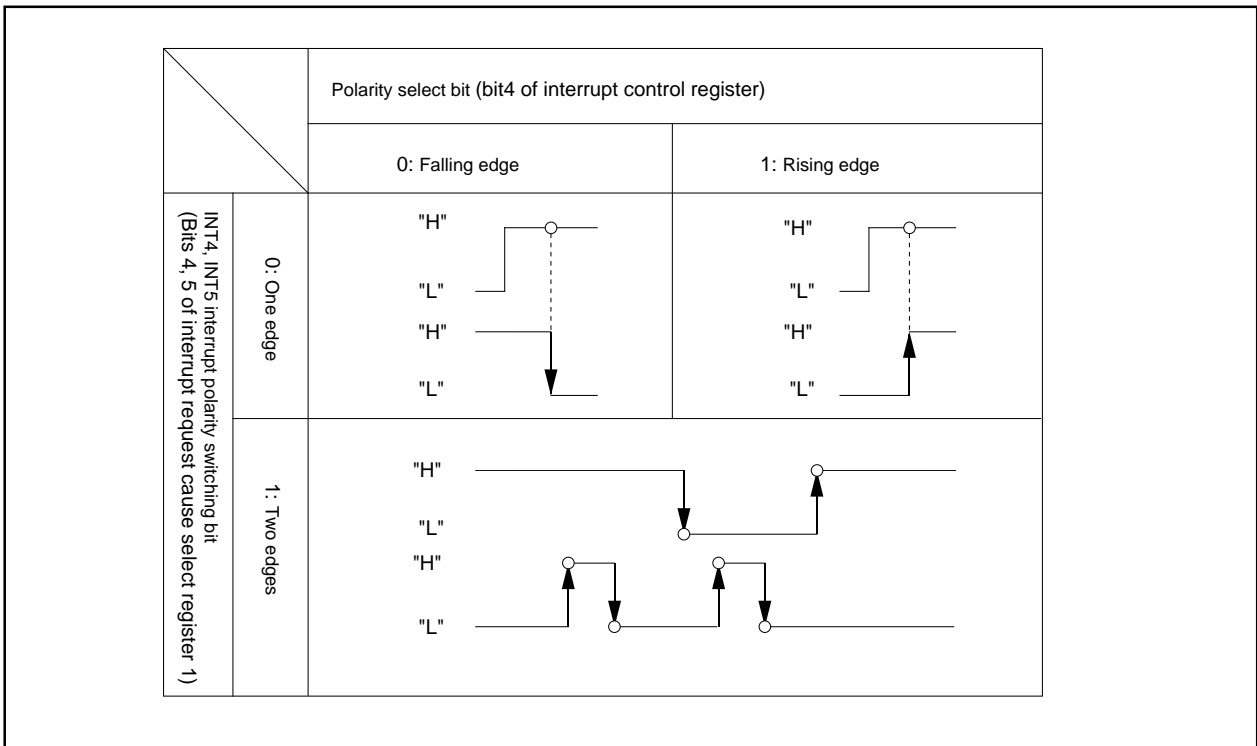 Polarity select bit (bit4 of interrupt control register)
0: Falling edge
1: Rising edge
INT4, INT5 interrupt polarity switching bit
(Bits 4, 5 of interrupt request cause select register 1)
0: One edge
"H"
"L"
"H"
"L"
"H"
"L"
"H"
"L"
1: Two edges
"H"
"L"
"H"
"L"